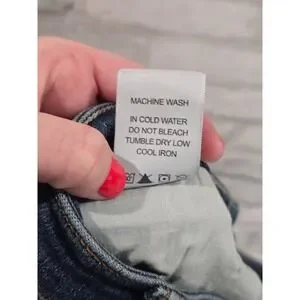 MACHINE WASH
IN COLD WATER
DO NOT BLEACH
TUMBLE DRY LOW
COOL IRON